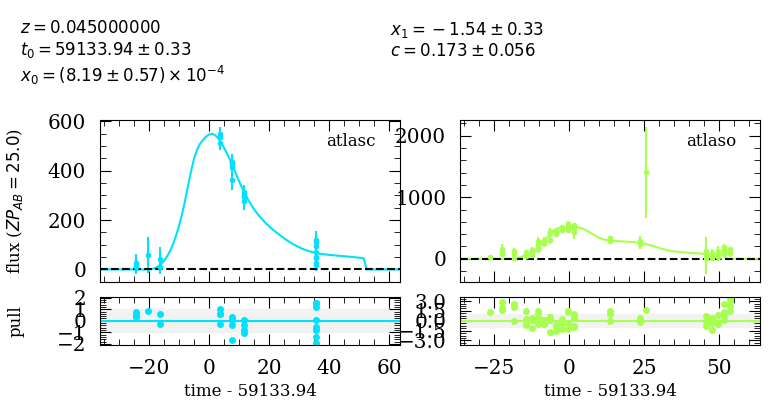 z = 0.045000000
t₀ = 59133.94 ± 0.33
x₀ = (8.19 ± 0.57) × 10⁻⁴
x₁ = −1.54 ± 0.33
c = 0.173 ± 0.056
flux (ZP_AB = 25.0)
600
400
200
0
atlasc
2000
1000
0
atlaso
pull
2
1
0
−1
−2
3.0
1.5
0.0
−1.5
−3.0
−20 0 20 40 60
−25 0 25 50
time - 59133.94
time - 59133.94